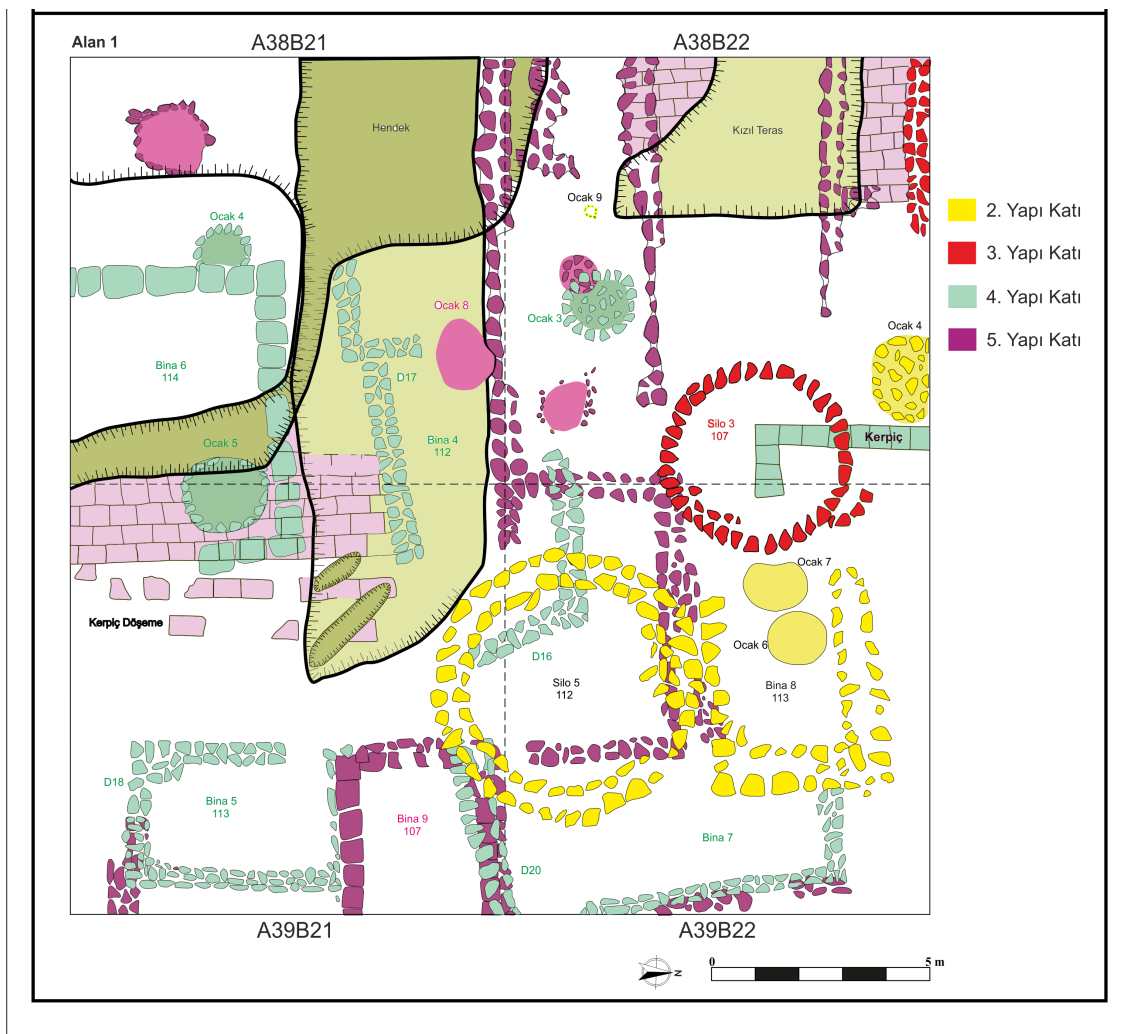 Alan 1
A38B21
A38B22
Hendek
Kızıl Teras
Ocak 9
Ocak 4
2. Yapı Katı
3. Yapı Katı
4. Yapı Katı
5. Yapı Katı
Ocak 8
Ocak 3
Ocak 4
Bina 6
114
D17
Silo 3
107
Kerpiç
Ocak 5
Bina 4
112
Ocak 7
Kerpiç Döşeme
Ocak 6
D16
Silo 5
112
Bina 8
113
D18
Bina 5
113
Bina 9
107
Bina 7
D20
A39B21
A39B22
N
0
5 m